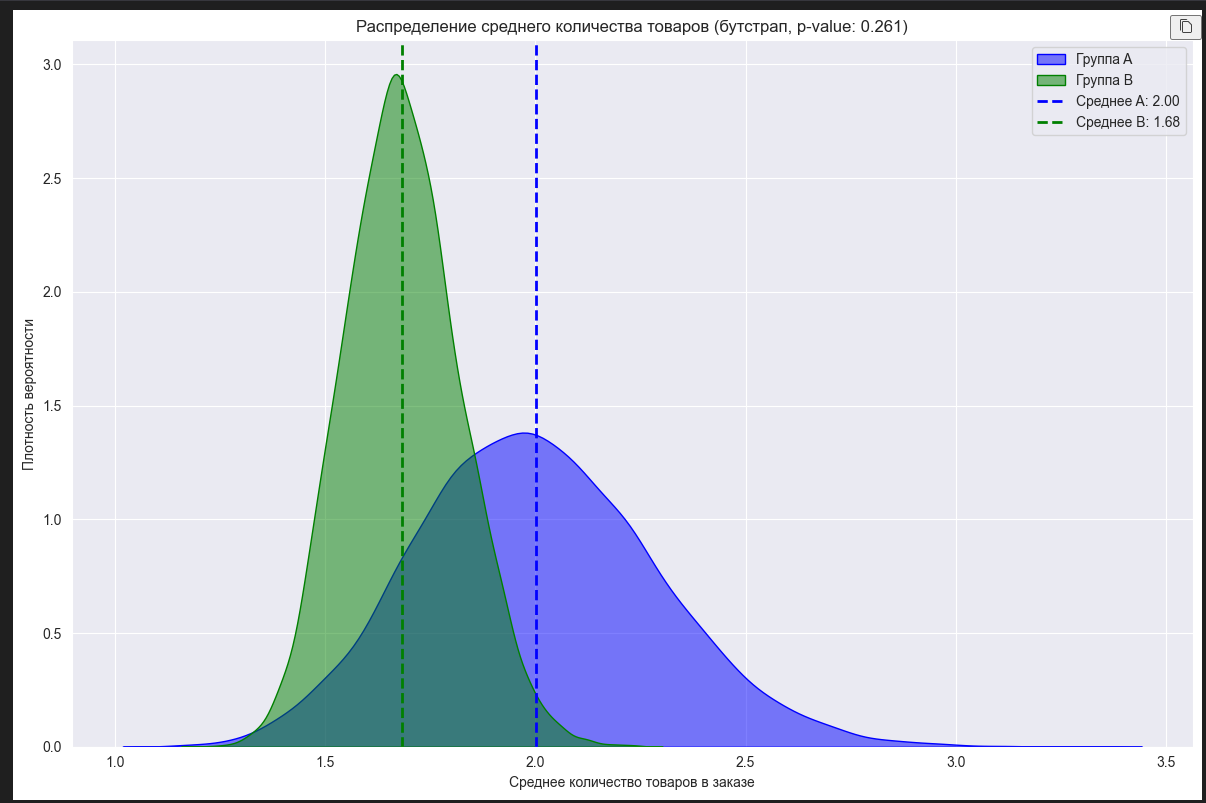 Распределение среднего количества товаров (бутстрап, p-value: 0.261)
Группа A
Группа B
Среднее A: 2.00
Среднее B: 1.68
Плотность вероятности
3.0
2.5
2.0
1.5
1.0
0.5
0.0
1.0 1.5 2.0 2.5 3.0 3.5
Среднее количество товаров в заказе